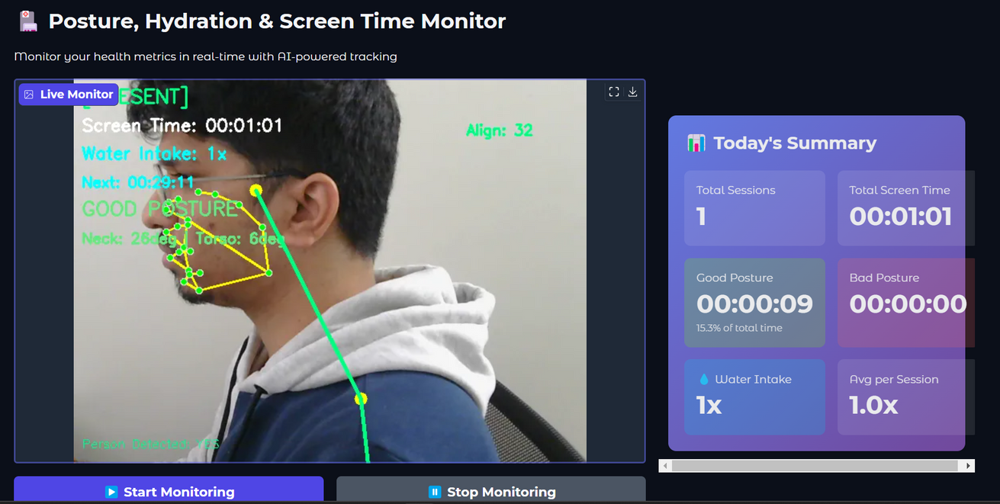 Posture, Hydration & Screen Time Monitor
Monitor your health metrics in real-time with AI-powered tracking
Live Monitor
ESENT]
Screen Time: 00:01:01
Align: 32
Water Intake: 1x
Next: 00:29:11
GOOD POSTURE
Neck: 26deg | Torso: 6deg
Person Detected: YES
Start Monitoring
Stop Monitoring
Today's Summary
Total Sessions
1
Total Screen Time
00:01:01
Good Posture
00:00:09
15.3% of total time
Bad Posture
00:00:00
Water Intake
1x
Avg per Session
1.0x